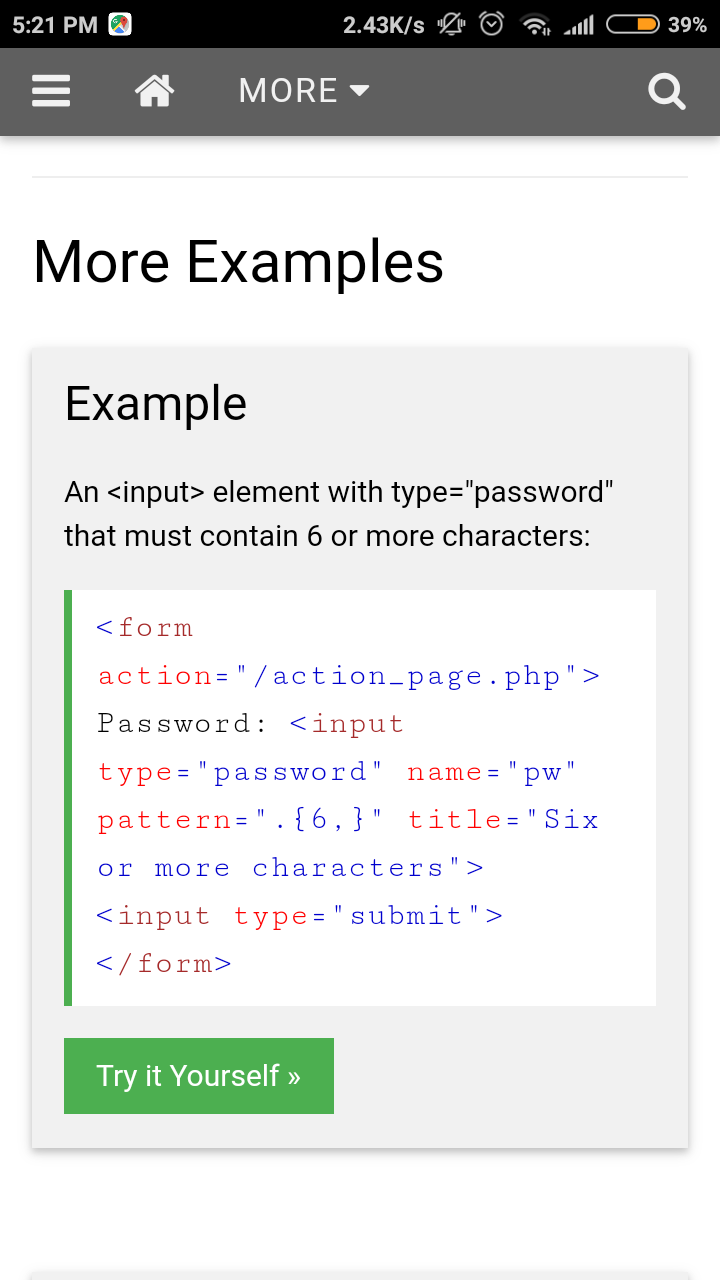 5:21 PM 2.43K/s 39%
MORE
More Examples
Example
An <input> element with type="password"
that must contain 6 or more characters:
<form
action="/action_page.php">
Password: <input
type="password" name="pw"
pattern=".{6,}" title="Six
or more characters">
<input type="submit">
</form>
Try it Yourself »